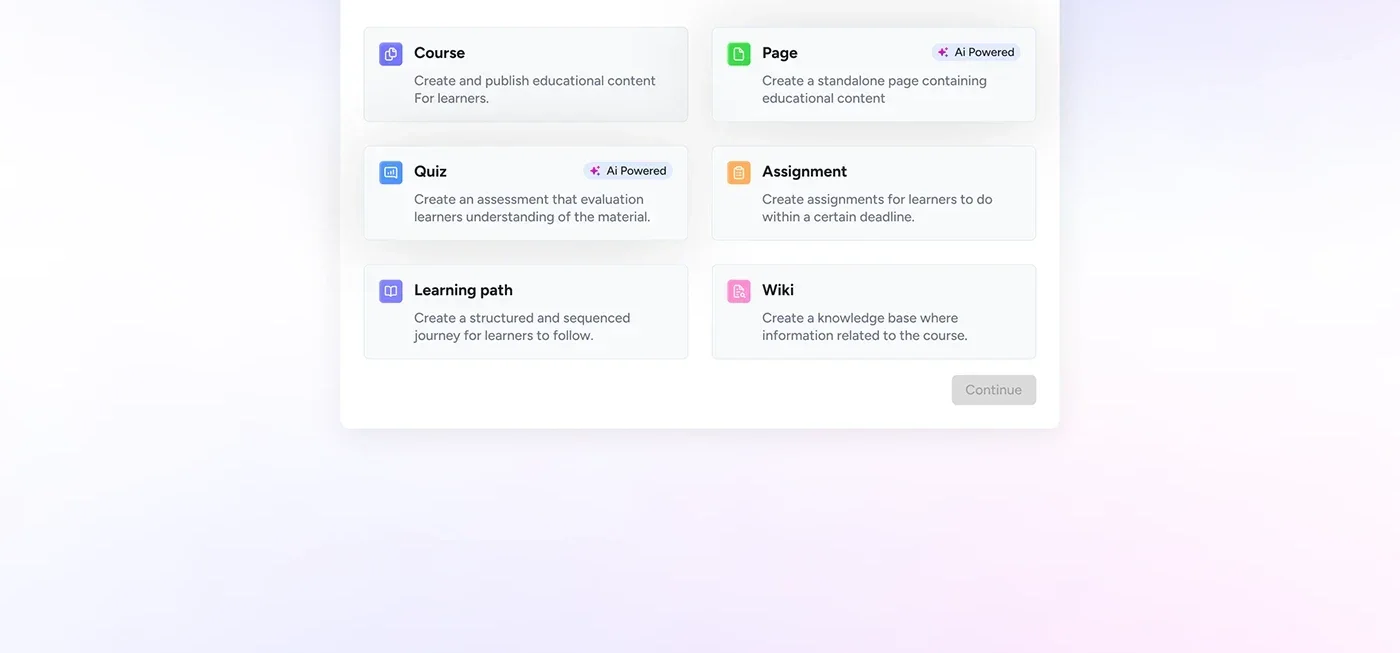 Course
Create and publish educational content
For learners.
Page
Ai Powered
Create a standalone page containing
educational content
Quiz
Ai Powered
Create an assessment that evaluation
learners understanding of the material.
Assignment
Create assignments for learners to do
within a certain deadline.
Learning path
Create a structured and sequenced
journey for learners to follow.
Wiki
Create a knowledge base where
information related to the course.
Continue